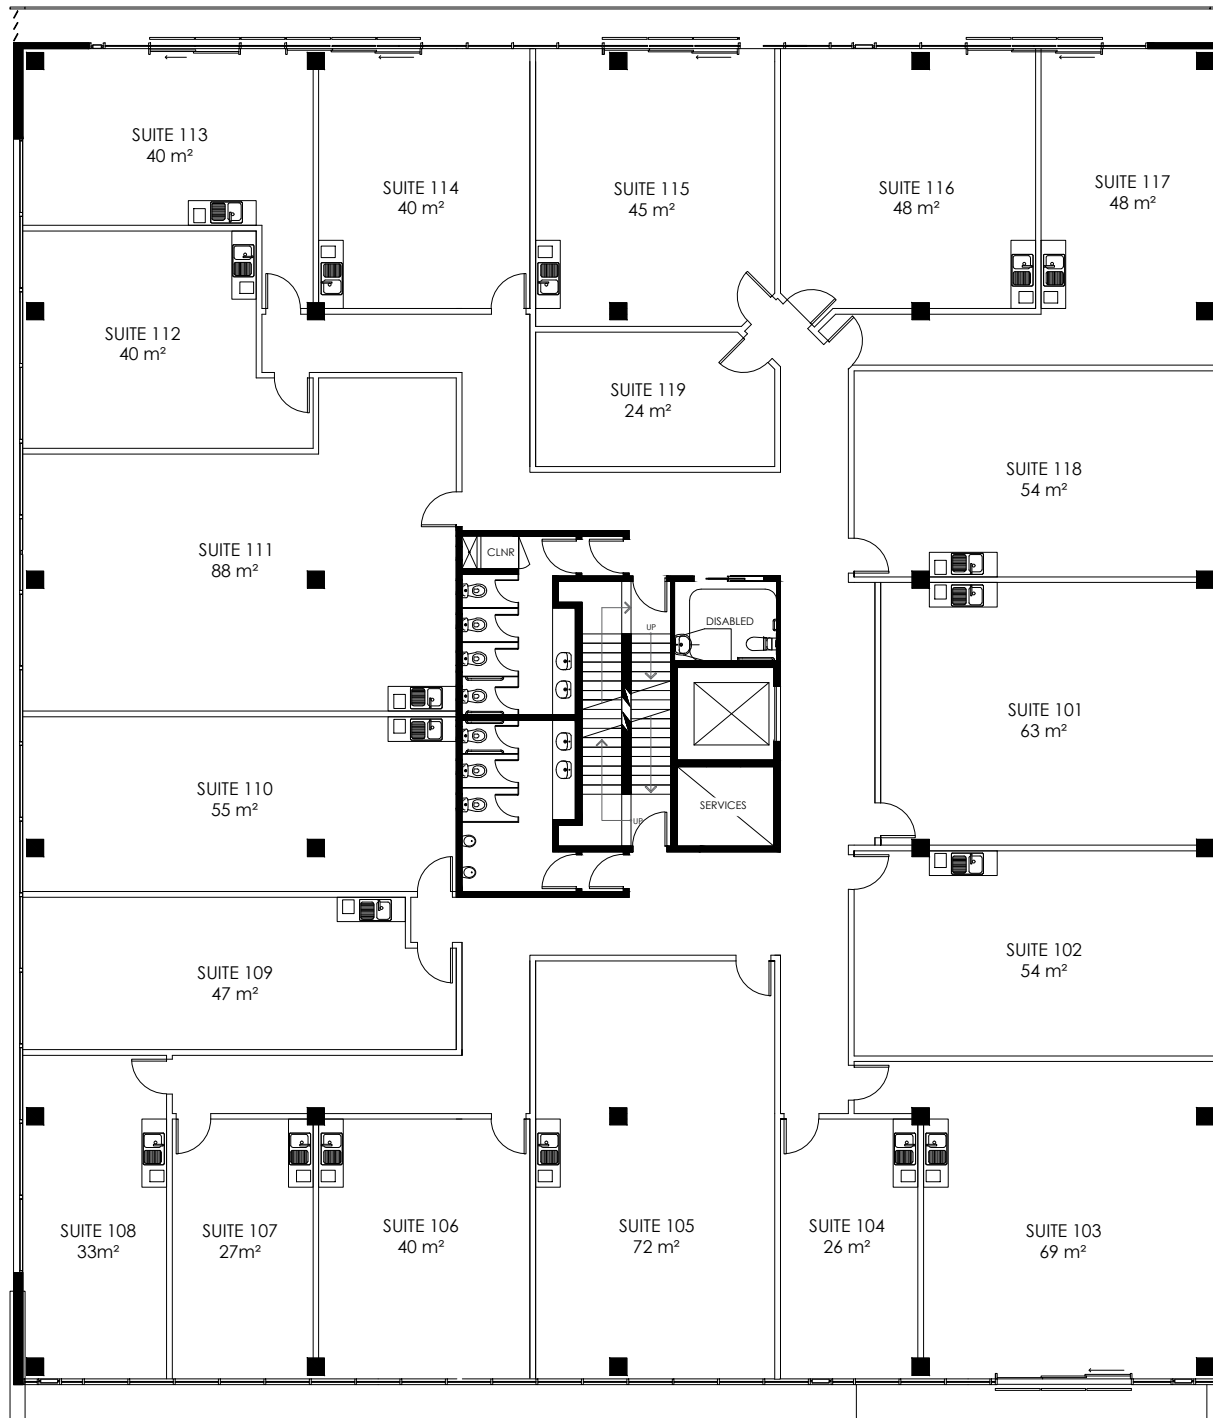 SUITE 113
40 m²
SUITE 114
40 m²
SUITE 115
45 m²
SUITE 116
48 m²
SUITE 117
48 m²
SUITE 112
40 m²
SUITE 119
24 m²
SUITE 118
54 m²
SUITE 111
88 m²
CLNR
DISABLED
UP
SUITE 101
63 m²
SUITE 110
55 m²
SERVICES
UP
SUITE 109
47 m²
SUITE 102
54 m²
SUITE 108
33m²
SUITE 107
27m²
SUITE 106
40 m²
SUITE 105
72 m²
SUITE 104
26 m²
SUITE 103
69 m²